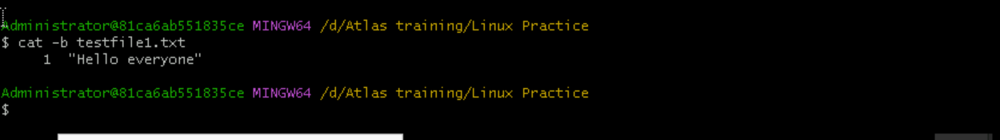 Administrator@81ca6ab551835ce MINGW64 /d/Atlas training/Linux Practice
$ cat -b testfile1.txt
     1  "Hello everyone"

Administrator@81ca6ab551835ce MINGW64 /d/Atlas training/Linux Practice
$